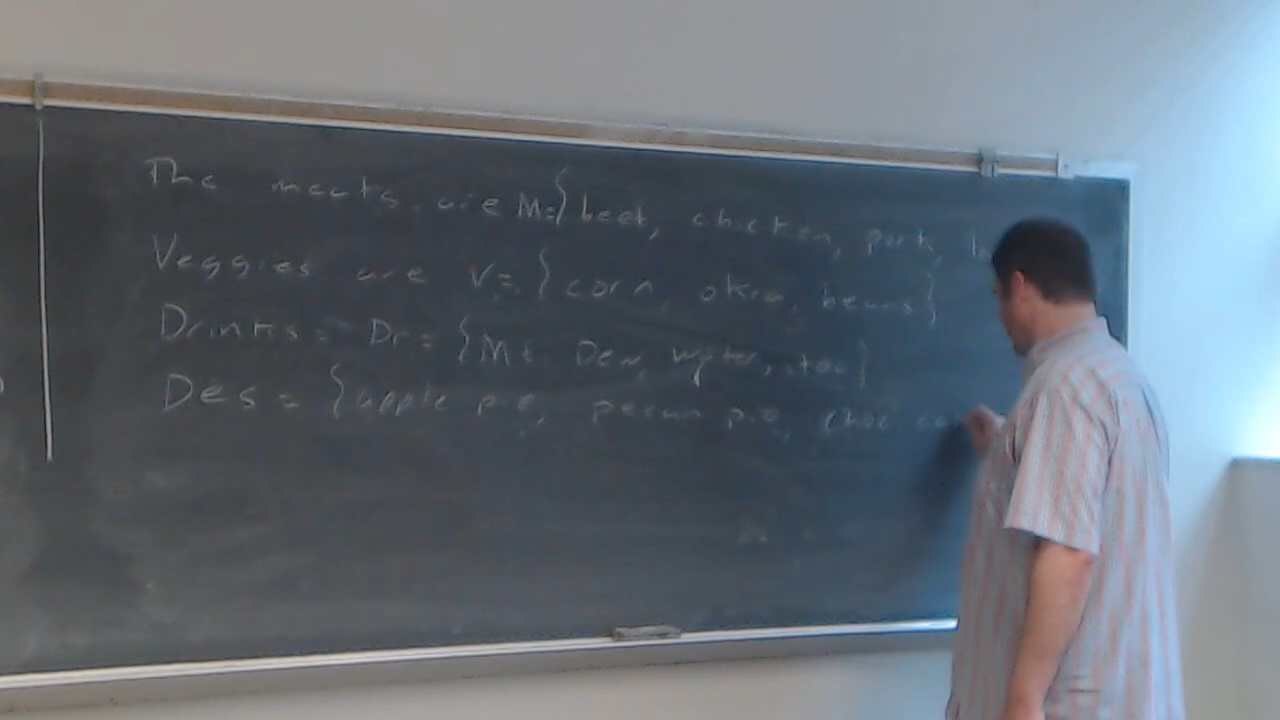 The meats are M={beef, chicken, pork,
Veggies are V={corn, okra, beans}
Drinks = Dr = {Mt Dew, water, tea}
Des = {apple pie, pecan pie, choc